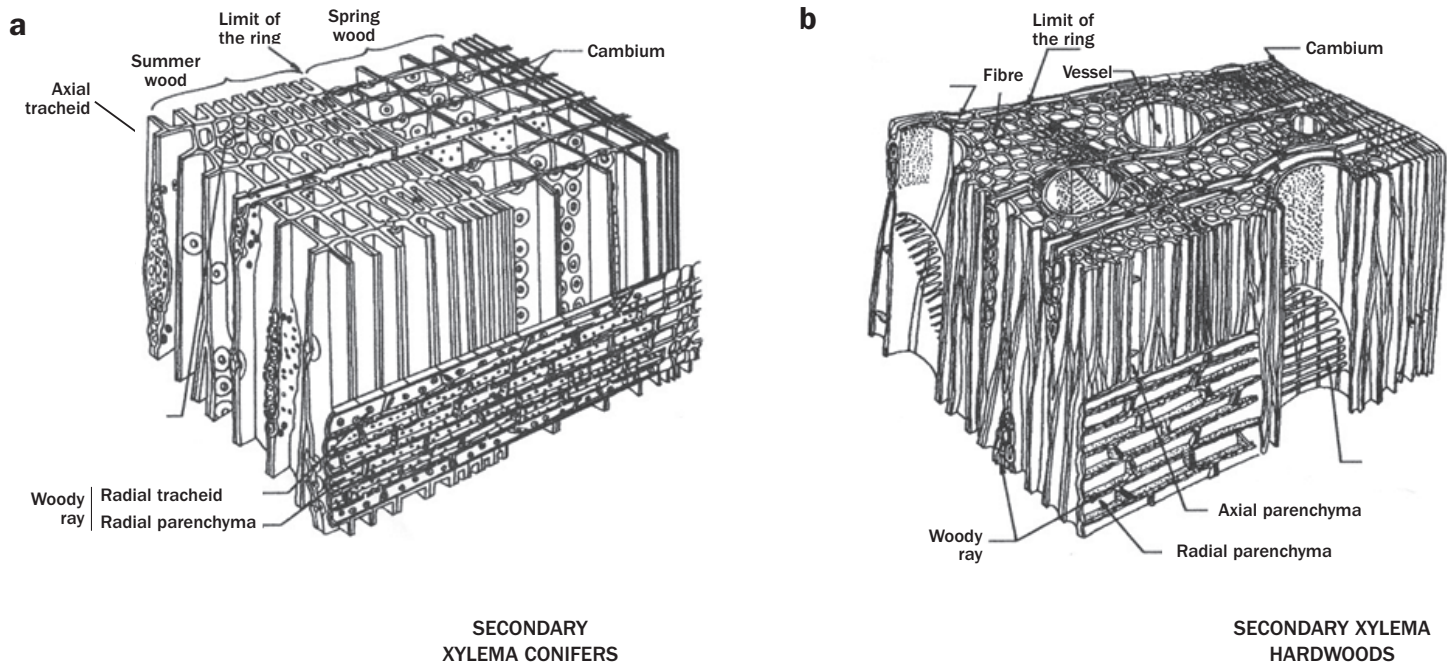 a
Limit of
the ring
Spring
wood
Summer
wood
Cambium
Axial
tracheid
Woody
ray
Radial tracheid
Radial parenchyma
SECONDARY
XYLEMA CONIFERS
b
Limit of
the ring
Cambium
Fibre
Vessel
Axial parenchyma
Woody
ray
Radial parenchyma
SECONDARY XYLEMA
HARDWOODS